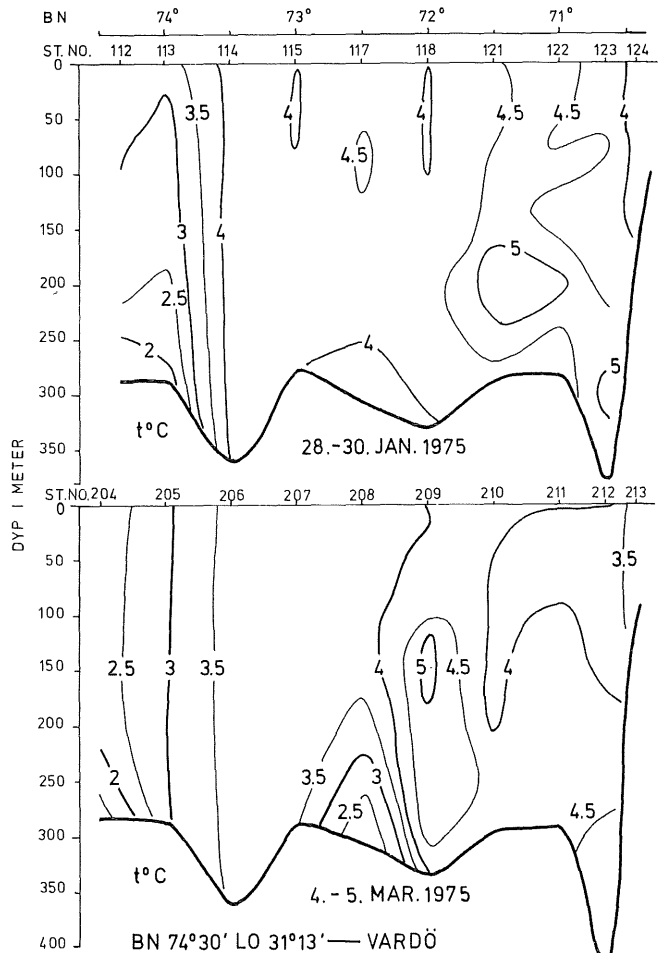 BN 74° 73° 72° 71°
ST. NO. 112 113 114 115 117 118 121 122 123 124
0
3.5 4 4 4.5 4.5 4
50
4.5
100
150
3 4
200
5
2.5
250
2 4
5
300
350
t°C 28.-30. JAN. 1975
DYP I METER
ST.NO. 204 205 206 207 208 209 210 211 212 213
0
50
3.5
100
150
2.5 3 3.5 4 5 4.5 4
200
250
2 3.5 3
2.5 4.5
300
350
t°C 4. - 5. MAR. 1975
400
BN 74°30' LO 31°13' — VARDÖ